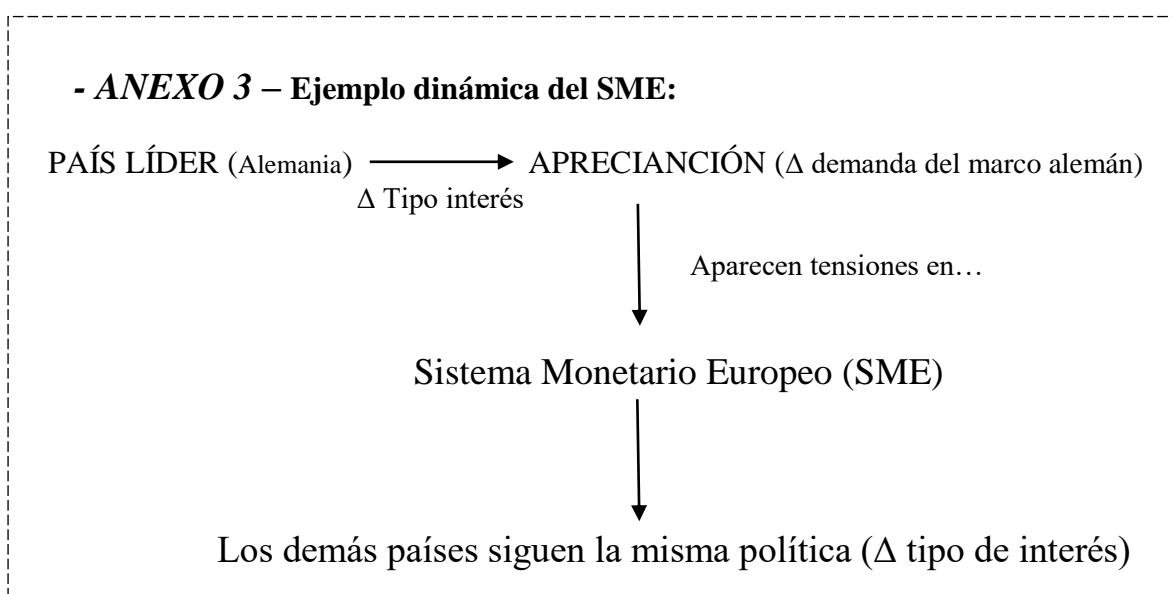 - ANEXO 3 – Ejemplo dinámica del SME:
PAÍS LÍDER (Alemania) APRECIANCIÓN (Δ demanda del marco alemán)
Δ Tipo interés
Aparecen tensiones en…
Sistema Monetario Europeo (SME)
Los demás países siguen la misma política (Δ tipo de interés)